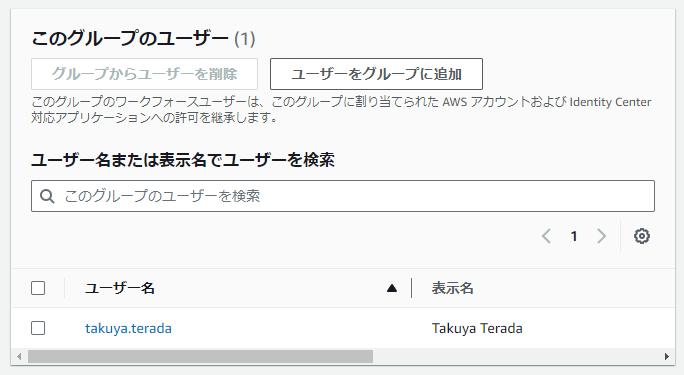 このグループのユーザー (1)
グループからユーザーを削除 ユーザーをグループに追加
このグループのワークフォースユーザーは、このグループに割り当てられた AWS アカウントおよび Identity Center
対応アプリケーションへの許可を継承します。
ユーザー名または表示名でユーザーを検索
このグループのユーザーを検索
1
ユーザー名 表示名
takuya.terada Takuya Terada